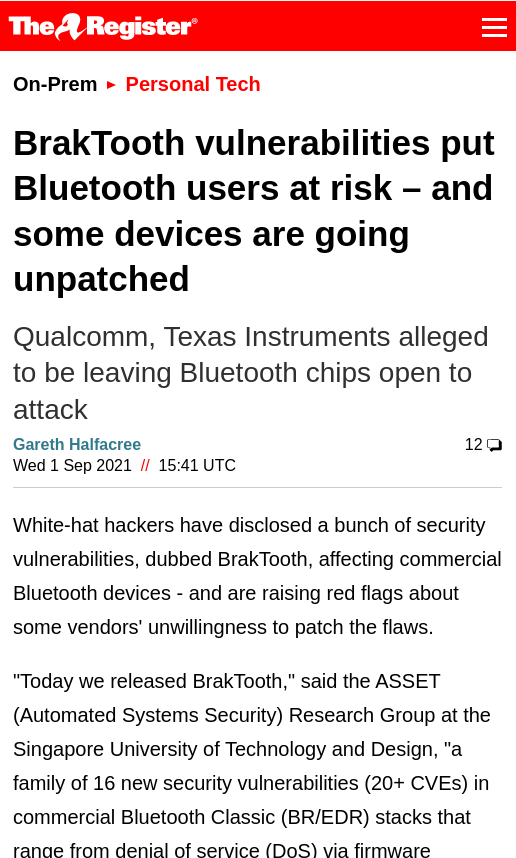 The Register®
On-Prem ▸ Personal Tech
BrakTooth vulnerabilities put
Bluetooth users at risk – and
some devices are going
unpatched
Qualcomm, Texas Instruments alleged
to be leaving Bluetooth chips open to
attack
Gareth Halfacree 12
Wed 1 Sep 2021 // 15:41 UTC
White-hat hackers have disclosed a bunch of security
vulnerabilities, dubbed BrakTooth, affecting commercial
Bluetooth devices - and are raising red flags about
some vendors' unwillingness to patch the flaws.
"Today we released BrakTooth," said the ASSET
(Automated Systems Security) Research Group at the
Singapore University of Technology and Design, "a
family of 16 new security vulnerabilities (20+ CVEs) in
commercial Bluetooth Classic (BR/EDR) stacks that
range from denial of service (DoS) via firmware